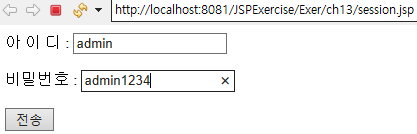 http://localhost:8081/JSPExercise/Exer/ch13/session.jsp
아 이 디 : admin
비밀번호 : admin1234
전송